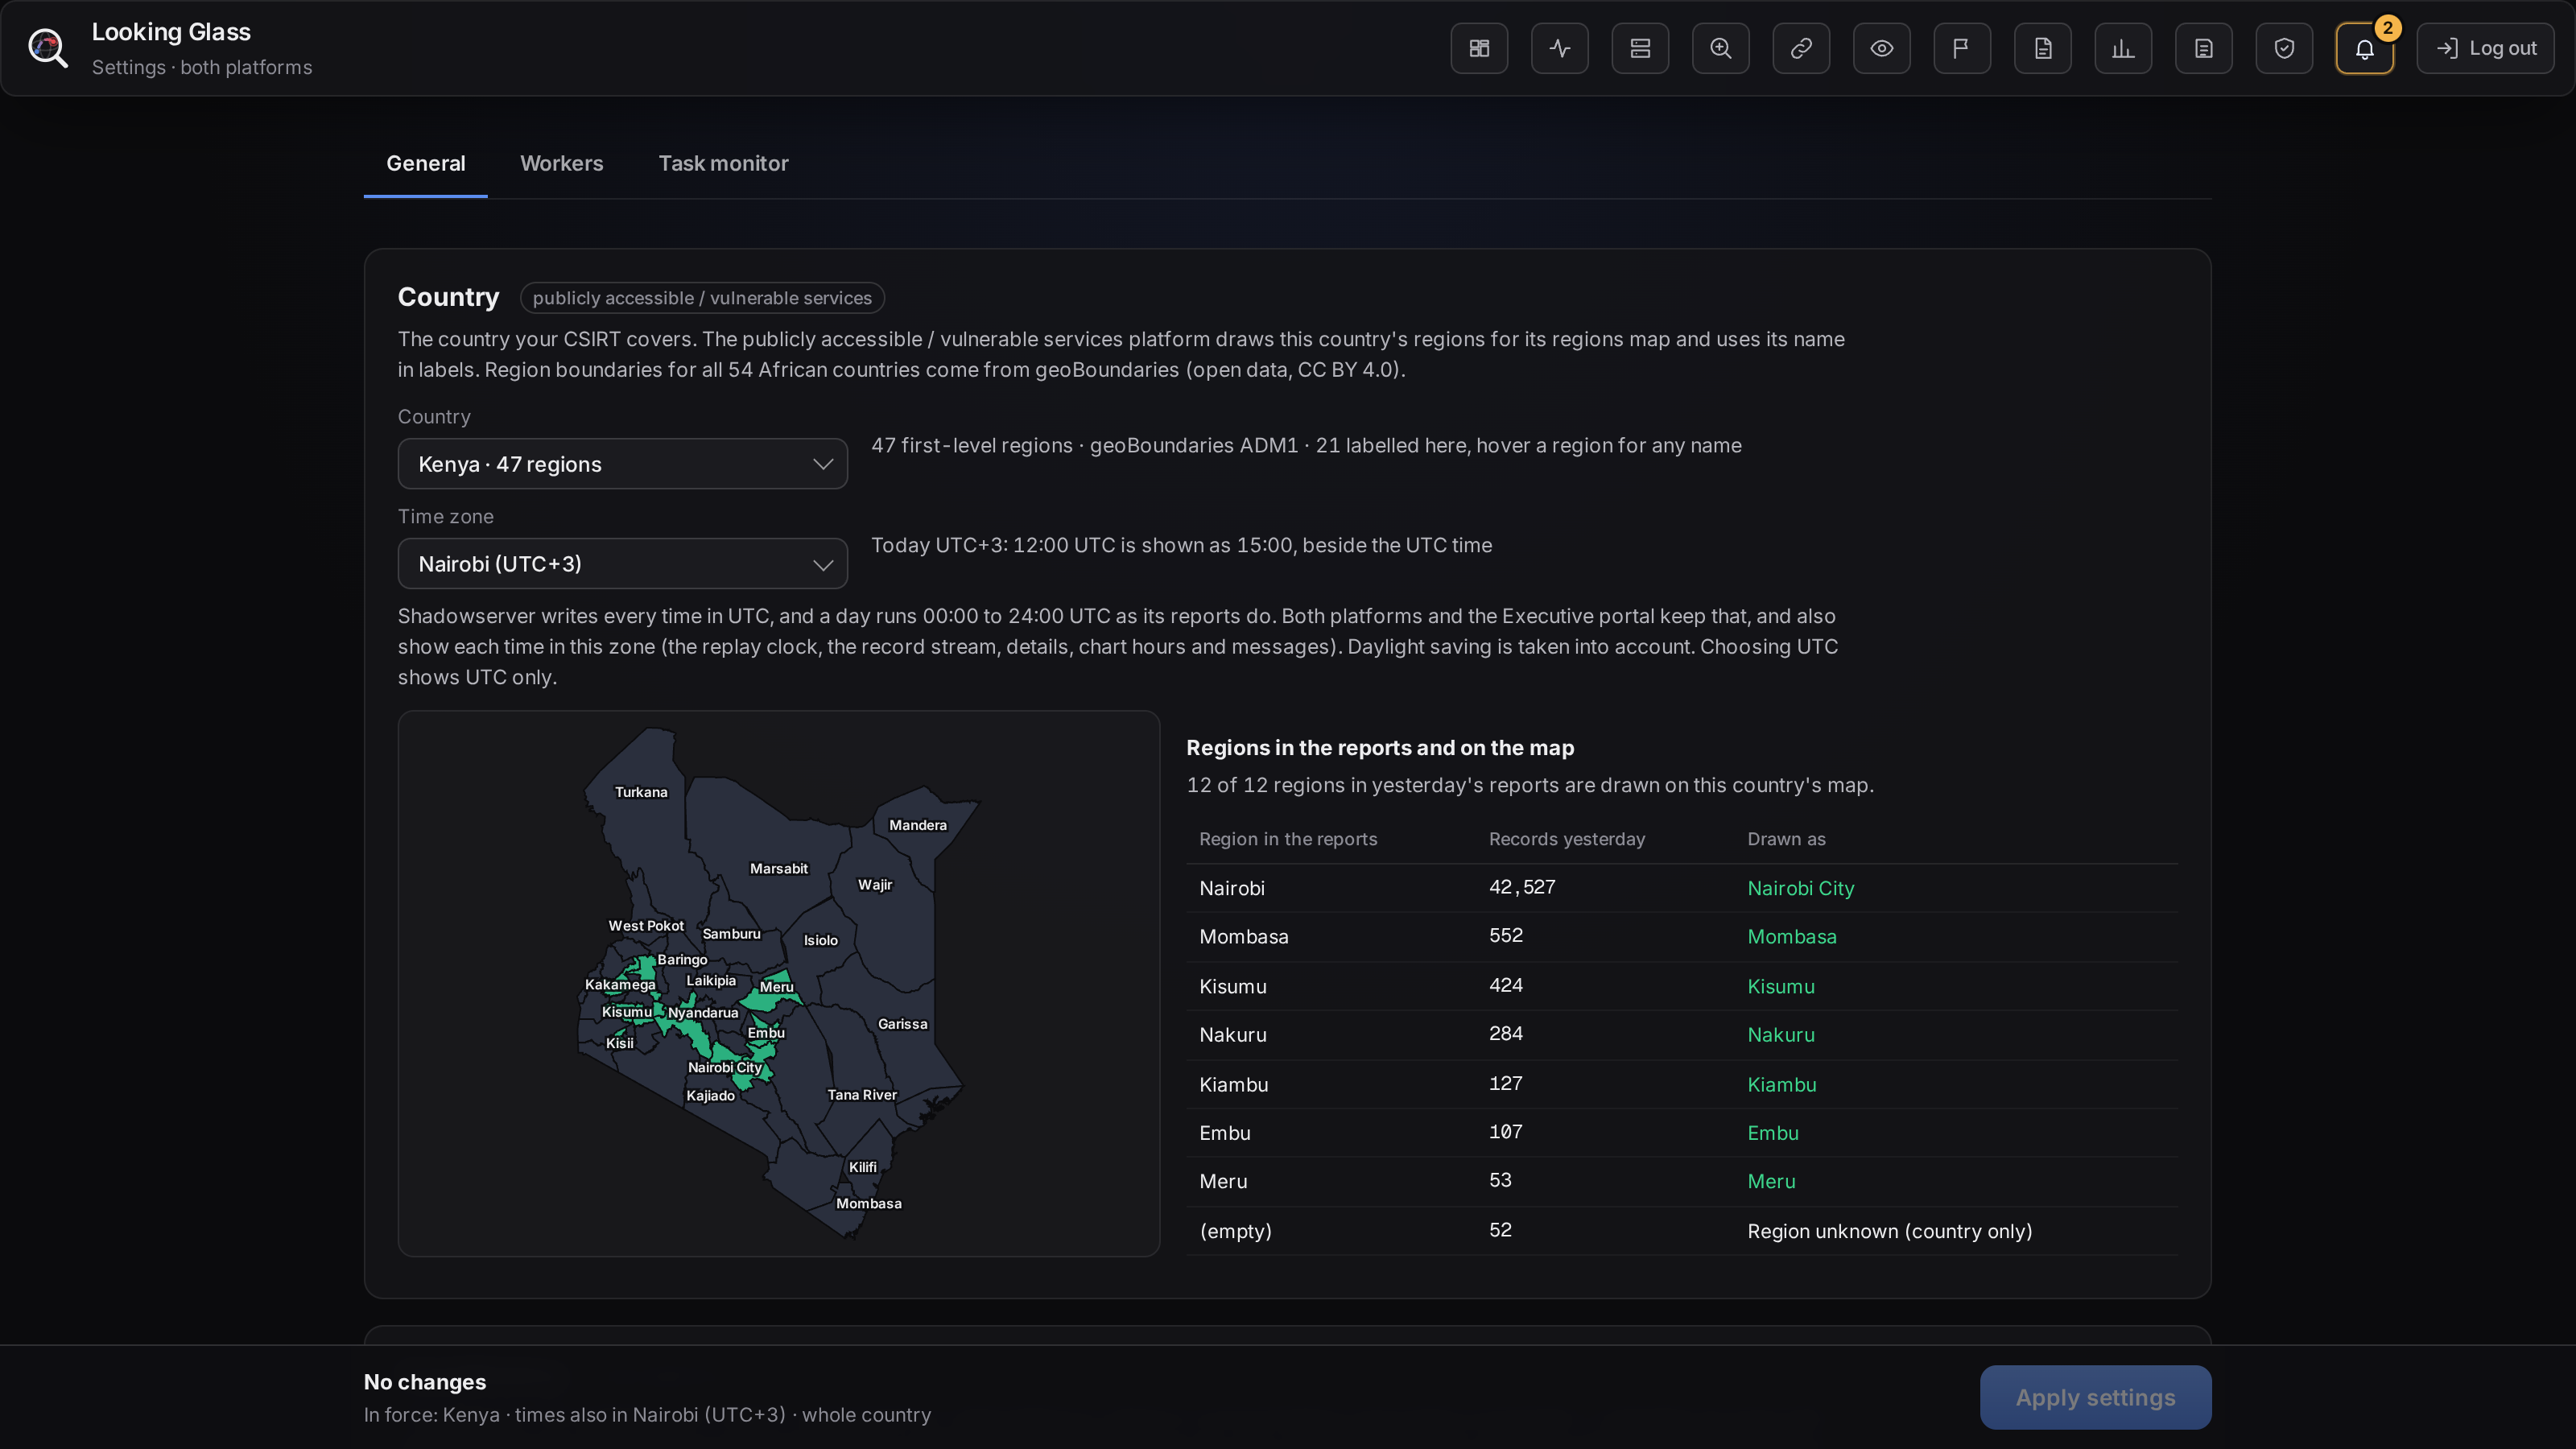 Looking Glass
Settings · both platforms
2
Log out
General
Workers
Task monitor
Country
publicly accessible / vulnerable services
The country your CSIRT covers. The publicly accessible / vulnerable services platform draws this country's regions for its regions map and uses its name
in labels. Region boundaries for all 54 African countries come from geoBoundaries (open data, CC BY 4.0).
Country
Kenya · 47 regions
47 first-level regions · geoBoundaries ADM1 · 21 labelled here, hover a region for any name
Time zone
Nairobi (UTC+3)
Today UTC+3: 12:00 UTC is shown as 15:00, beside the UTC time
Shadowserver writes every time in UTC, and a day runs 00:00 to 24:00 UTC as its reports do. Both platforms and the Executive portal keep that, and also
show each time in this zone (the replay clock, the record stream, details, chart hours and messages). Daylight saving is taken into account. Choosing UTC
shows UTC only.
Turkana
Mandera
Marsabit
Wajir
West Pokot
Samburu
Isiolo
Baringo
Kakamega
Laikipia
Meru
Kisumu
Nyandarua
Garissa
Embu
Kisii
Nairobi City
Kajiado
Tana River
Kilifi
Mombasa
Regions in the reports and on the map
12 of 12 regions in yesterday's reports are drawn on this country's map.
Region in the reports Records yesterday Drawn as
Nairobi 42,527 Nairobi City
Mombasa 552 Mombasa
Kisumu 424 Kisumu
Nakuru 284 Nakuru
Kiambu 127 Kiambu
Embu 107 Embu
Meru 53 Meru
(empty) 52 Region unknown (country only)
No changes
In force: Kenya · times also in Nairobi (UTC+3) · whole country
Apply settings